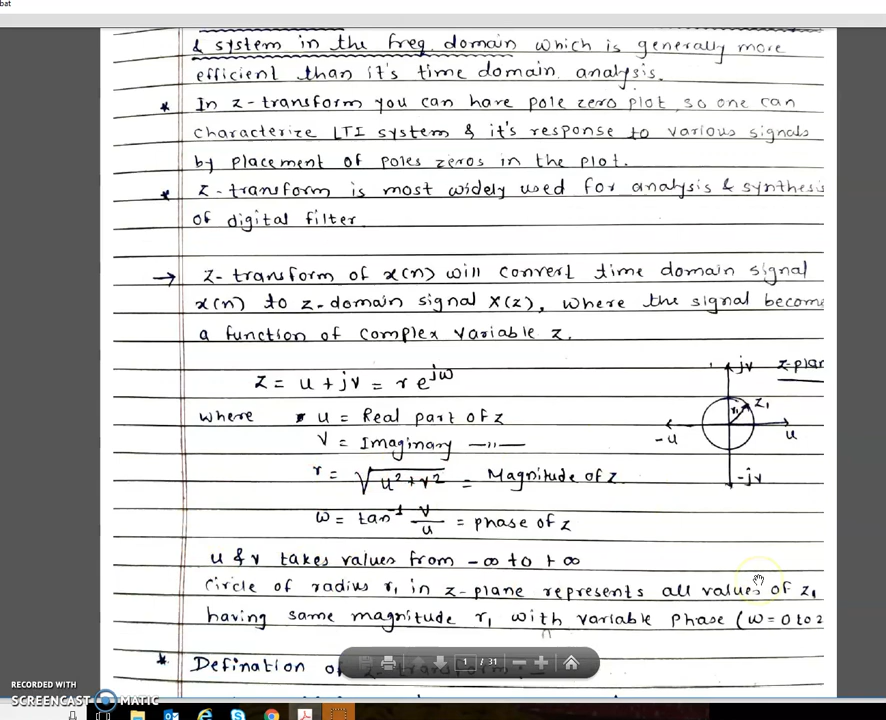 bat
& system in the freq. domain which is generally more
efficient than it's time domain analysis.
* In z-transform you can have pole zero plot, so one can
characterize LTI system & it's response to various signals
by placement of poles zeros in the plot.
* z-transform is most widely used for analysis & synthesis
of digital filter.
→ z-transform of x(n) will convert time domain signal
x(n) to z-domain signal X(z), where the signal becom
a function of complex variable z.
z = u + jv = r e^jω
where u = Real part of z
v = Imaginary —〃—
r = √u²+v² = Magnitude of z
ω = tan⁻¹ v/u = phase of z
jv z-plan
r₁ z₁
-u u
-jv
u & v takes values from -∞ to +∞
Circle of radius r₁ in z-plane represents all values of z₁
having same magnitude r₁ with variable phase (ω = 0 to 2
* Defination of z-transform :-
1 / 31
RECORDED WITH
SCREENCAST MATIC